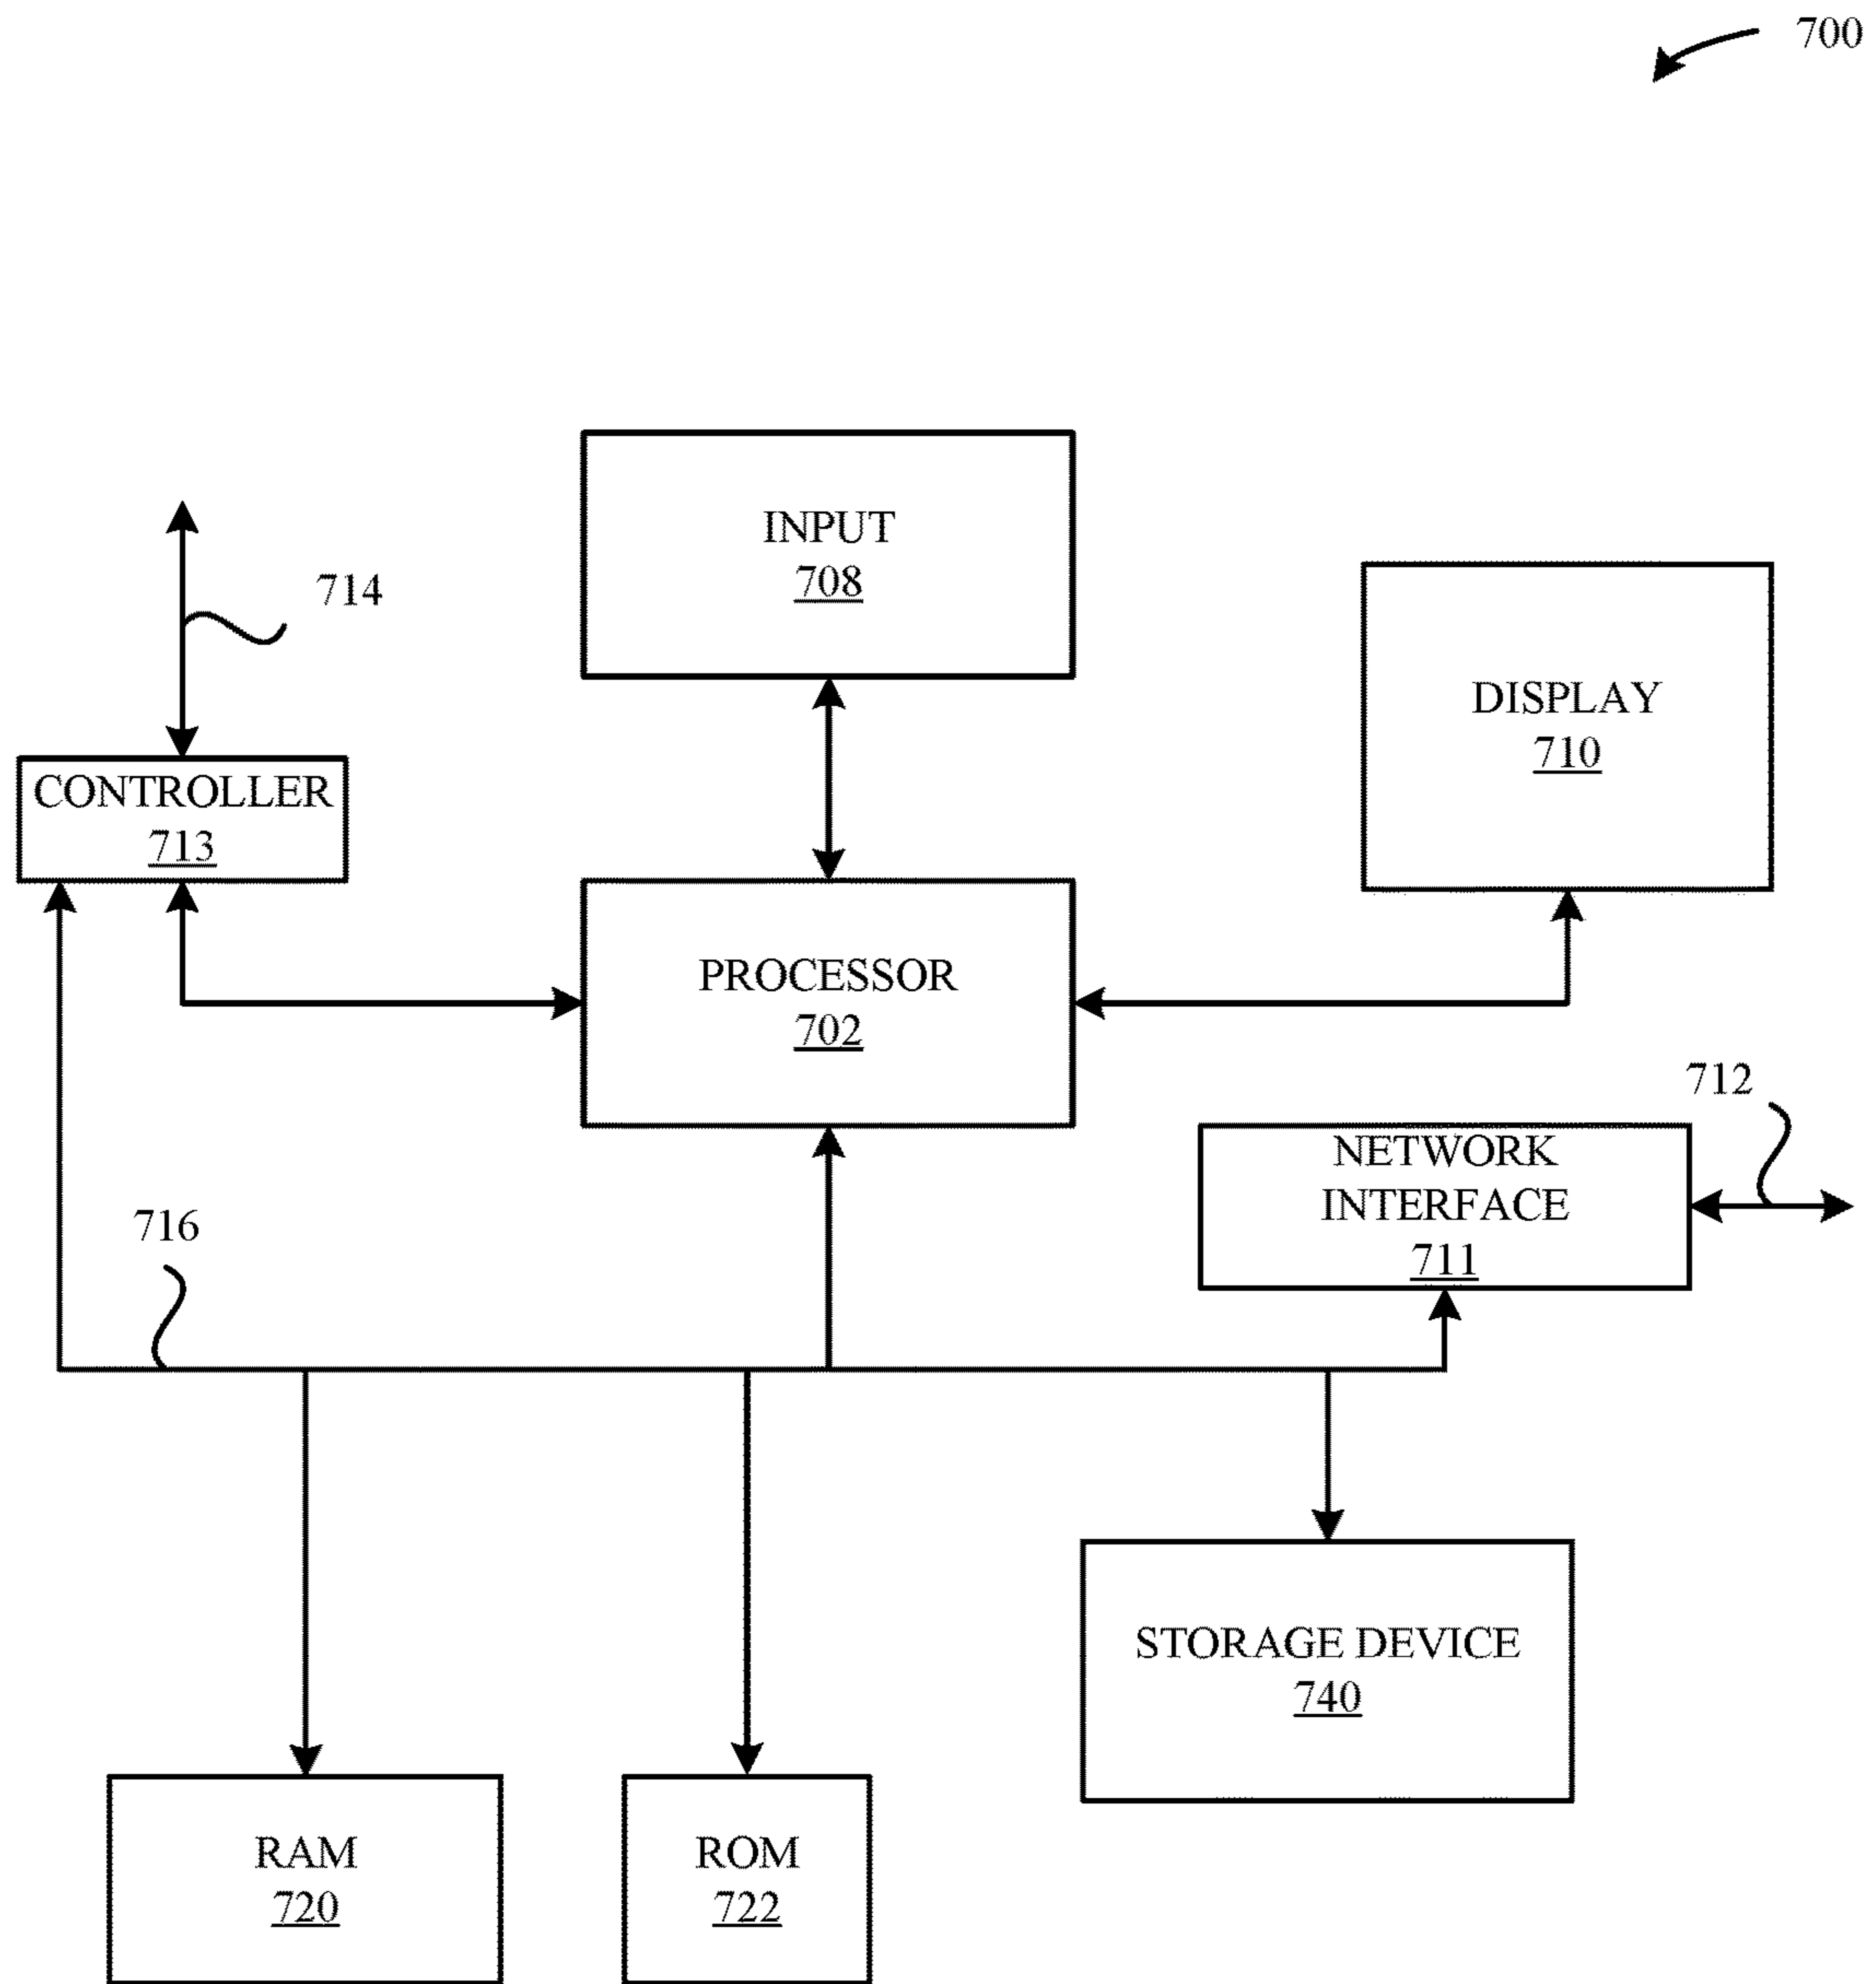 700
INPUT
708
714
DISPLAY
710
CONTROLLER
713
PROCESSOR
702
712
NETWORK
INTERFACE
711
716
STORAGE DEVICE
740
RAM
720
ROM
722